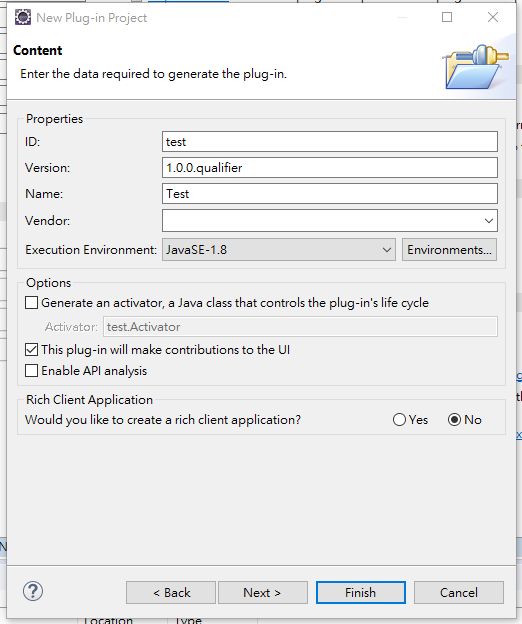 New Plug-in Project
Content
Enter the data required to generate the plug-in.
Properties
ID: test
Version: 1.0.0.qualifier
Name: Test
Vendor:
Execution Environment: JavaSE-1.8 Environments...
Options
Generate an activator, a Java class that controls the plug-in's life cycle
Activator: test.Activator
This plug-in will make contributions to the UI
Enable API analysis
Rich Client Application
Would you like to create a rich client application? Yes No
? < Back Next > Finish Cancel
Location Type